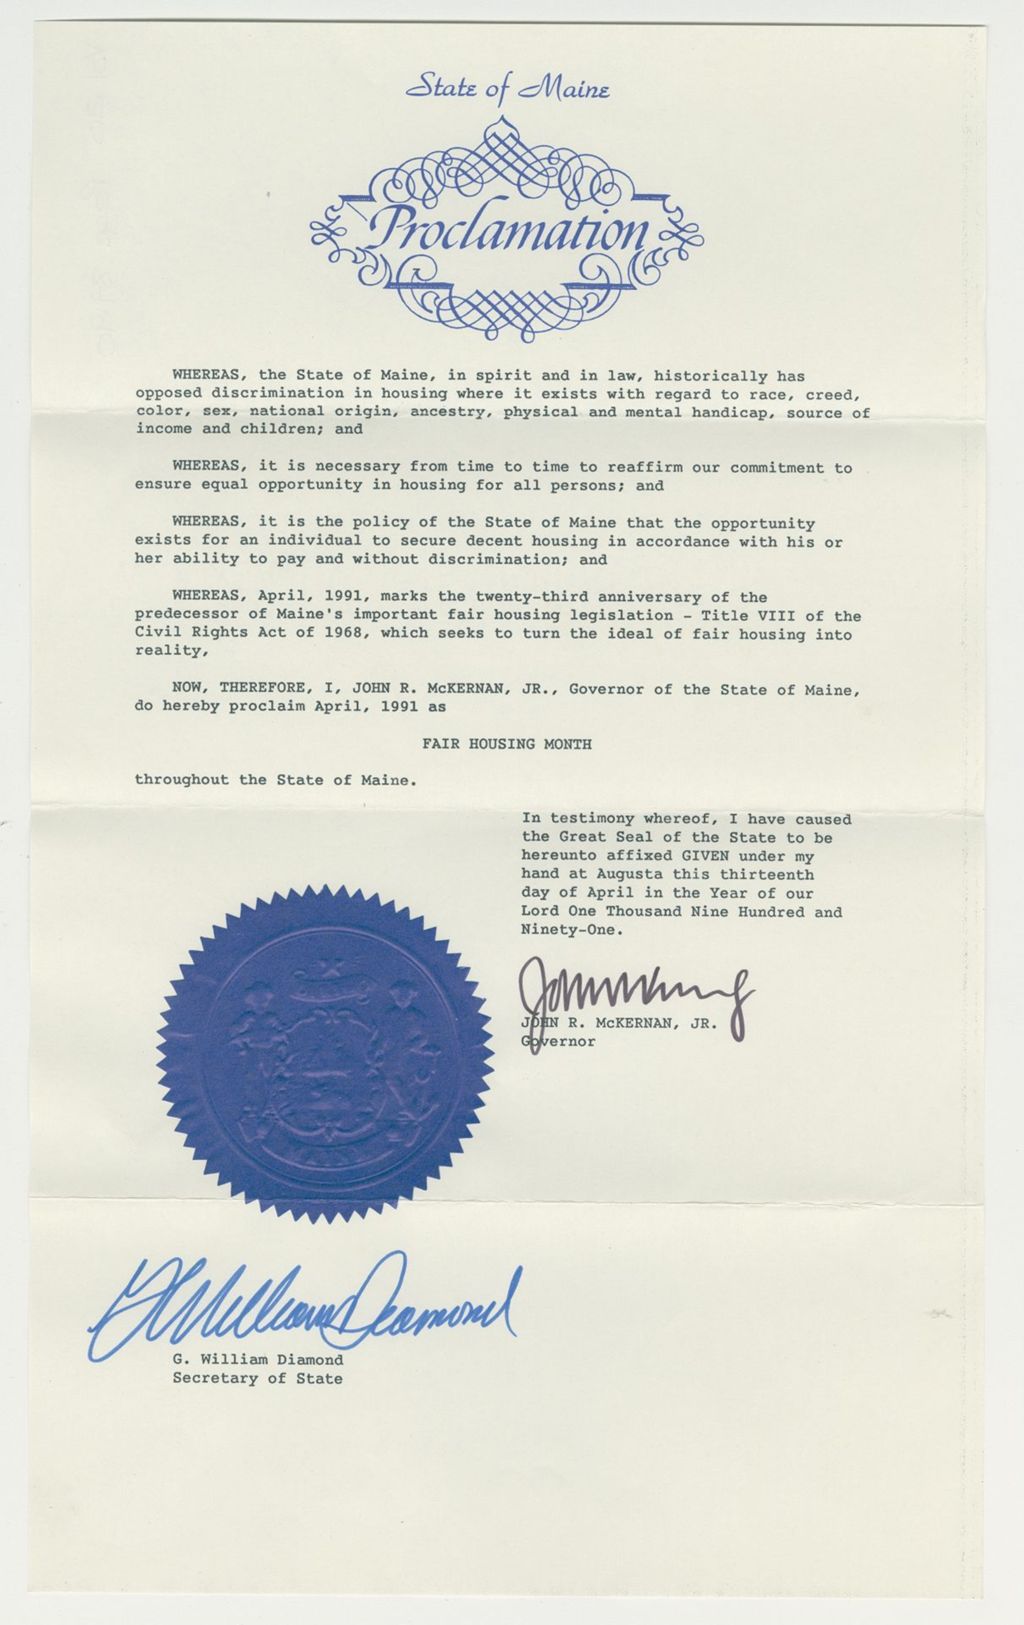 State of Maine
Proclamation
WHEREAS, the State of Maine, in spirit and in law, historically has
opposed discrimination in housing where it exists with regard to race, creed,
color, sex, national origin, ancestry, physical and mental handicap, source of
income and children; and
WHEREAS, it is necessary from time to time to reaffirm our commitment to
ensure equal opportunity in housing for all persons; and
WHEREAS, it is the policy of the State of Maine that the opportunity
exists for an individual to secure decent housing in accordance with his or
her ability to pay and without discrimination; and
WHEREAS, April, 1991, marks the twenty-third anniversary of the
predecessor of Maine's important fair housing legislation - Title VIII of the
Civil Rights Act of 1968, which seeks to turn the ideal of fair housing into
reality,
NOW, THEREFORE, I, JOHN R. McKERNAN, JR., Governor of the State of Maine,
do hereby proclaim April, 1991 as
FAIR HOUSING MONTH
throughout the State of Maine.
In testimony whereof, I have caused
the Great Seal of the State to be
hereunto affixed GIVEN under my
hand at Augusta this thirteenth
day of April in the Year of our
Lord One Thousand Nine Hundred and
Ninety-One.
JOHN R. McKERNAN, JR.
Governor
MAINE
G William Diamond
G. William Diamond
Secretary of State